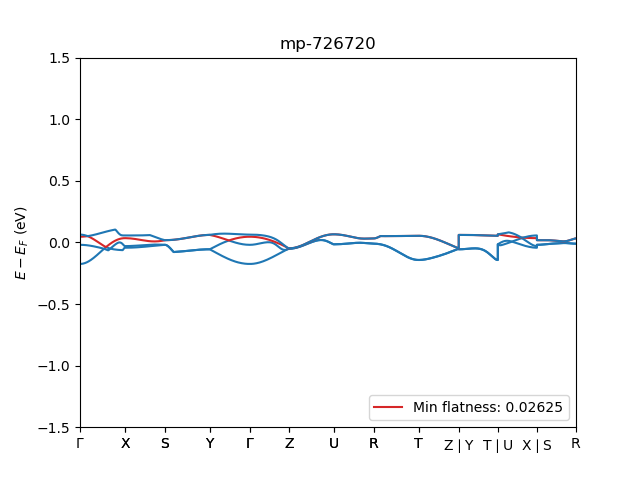 mp-726720
1.5
1.0
0.5
0.0
−0.5
−1.0
−1.5
E − E_F (eV)
Min flatness: 0.02625
Γ X S Y Γ Z U R T Z | Y T | U X | S R